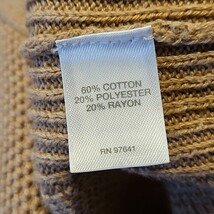 60% COTTON
20% POLYESTER
20% RAYON
RN 97641